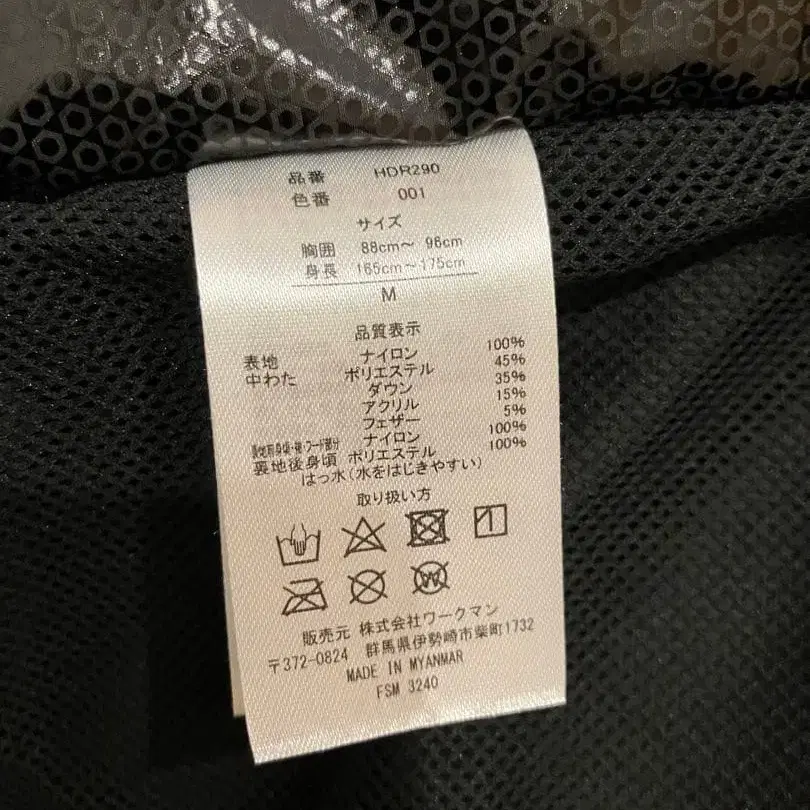 品番 HDR290
色番 001
サイズ
胸囲 88cm～ 96cm
身長 165cm～175cm
M
品質表示
表地 ナイロン 100%
中わた ポリエステル 45%
ダウン 35%
アクリル 15%
フェザー 5%
ナイロン 100%
裏地後身頃 ポリエステル 100%
はっ水(水をはじきやすい)
取り扱い方
W
販売元 株式会社ワークマン
〒372-0824 群馬県伊勢崎市柴町1732
MADE IN MYANMAR
FSM 3240